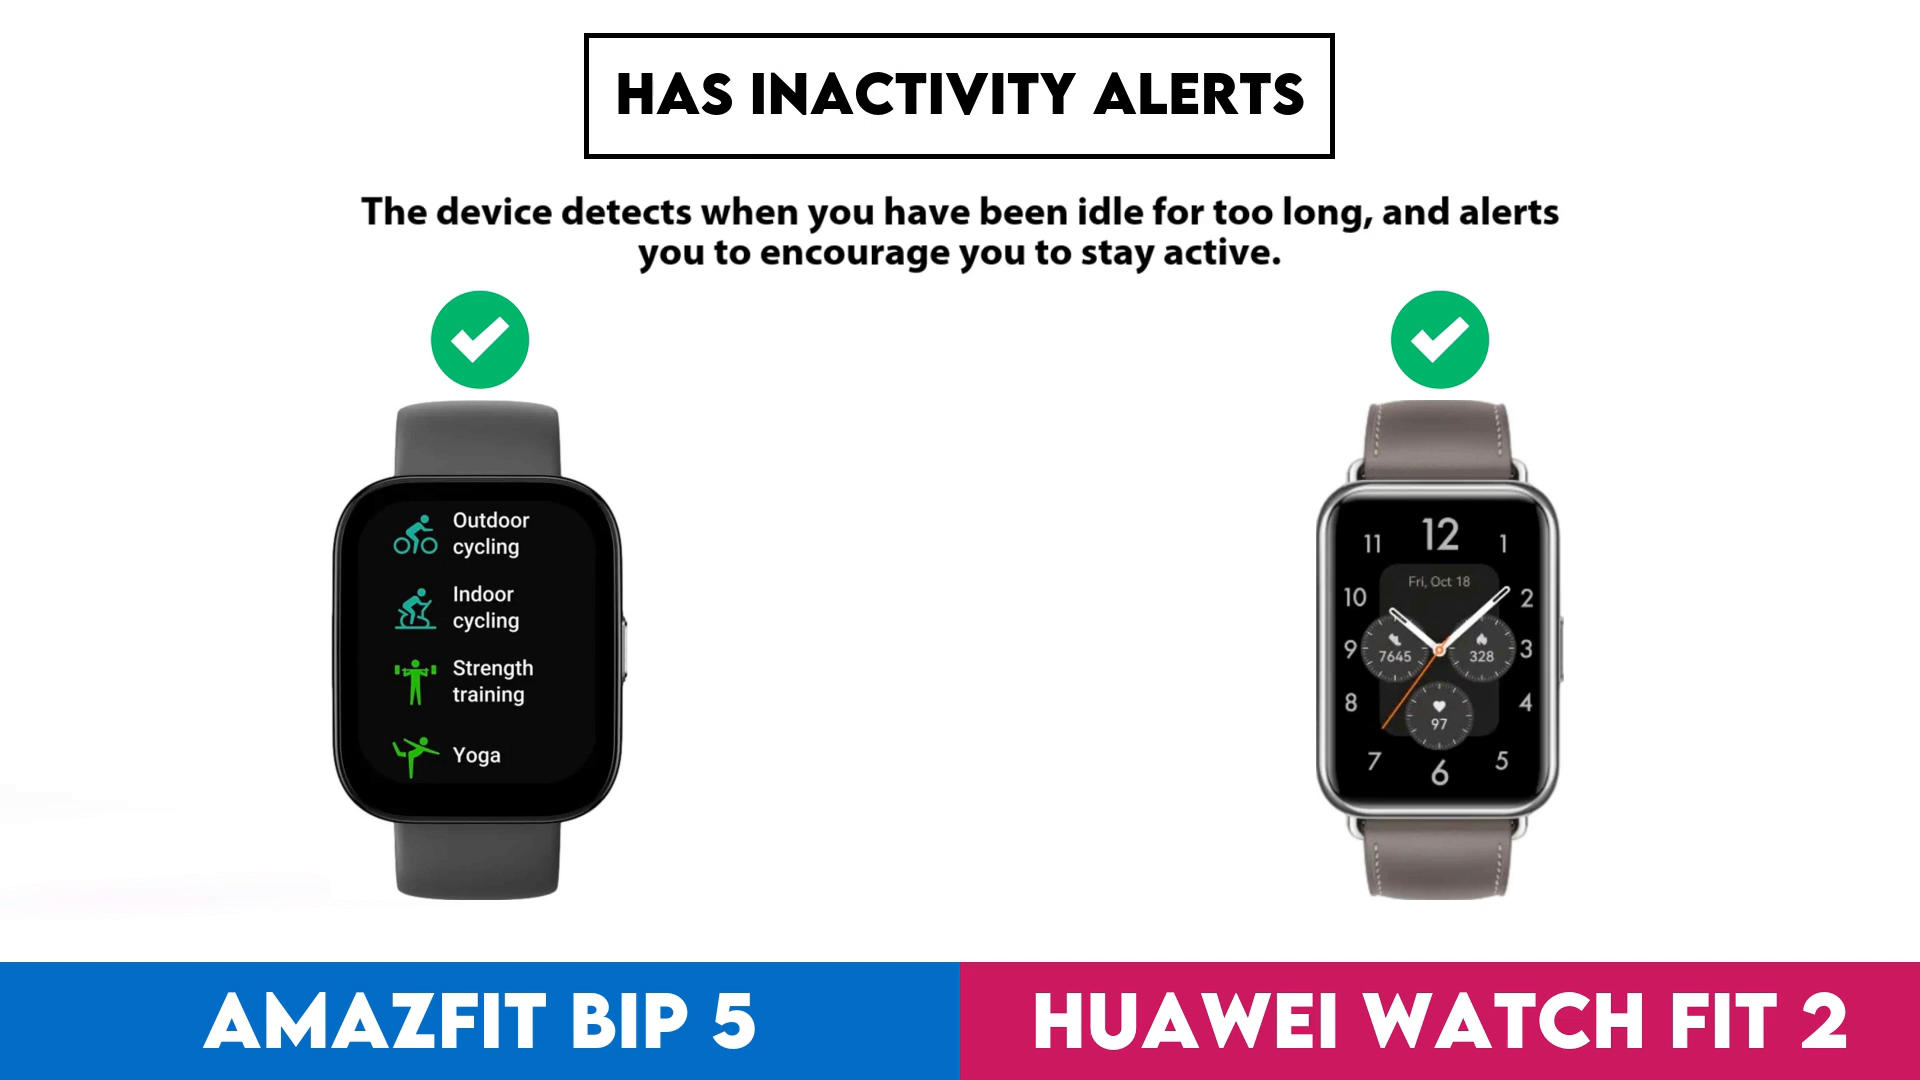 HAS INACTIVITY ALERTS
The device detects when you have been idle for too long, and alerts
you to encourage you to stay active.
Outdoor
cycling
Indoor
cycling
Strength
training
Yoga
12
11 1
Fri, Oct 18
10 2
9 7645 328 3
8 4
97
7 5
6
AMAZFIT BIP 5
HUAWEI WATCH FIT 2